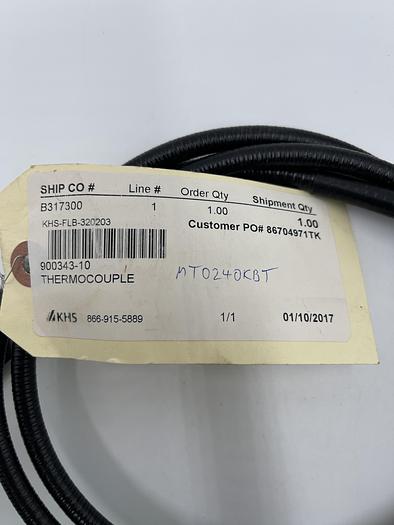 SHIP CO # Line # Order Qty Shipment Qty
B317300 1 1.00 1.00
KHS-FLB-320203 Customer PO# 86704971TK
900343-10
THERMOCOUPLE MT0240KBT
KHS 866-915-5889 1/1 01/10/2017